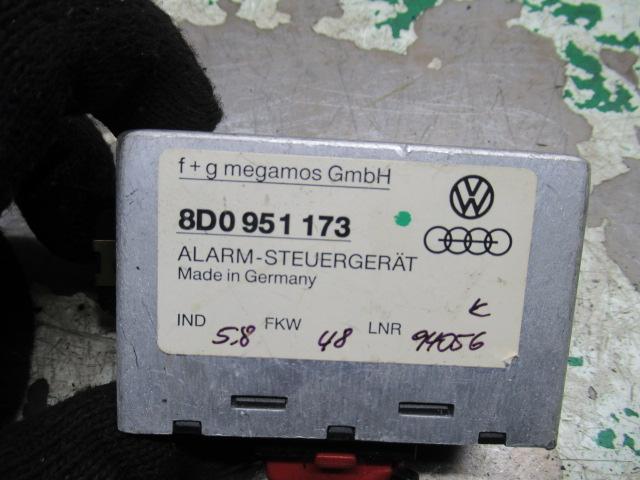 f+g megamos GmbH
8D0 951 173
ALARM-STEUERGERÄT
Made in Germany
K
IND 5.8 FKW 48 LNR 94056